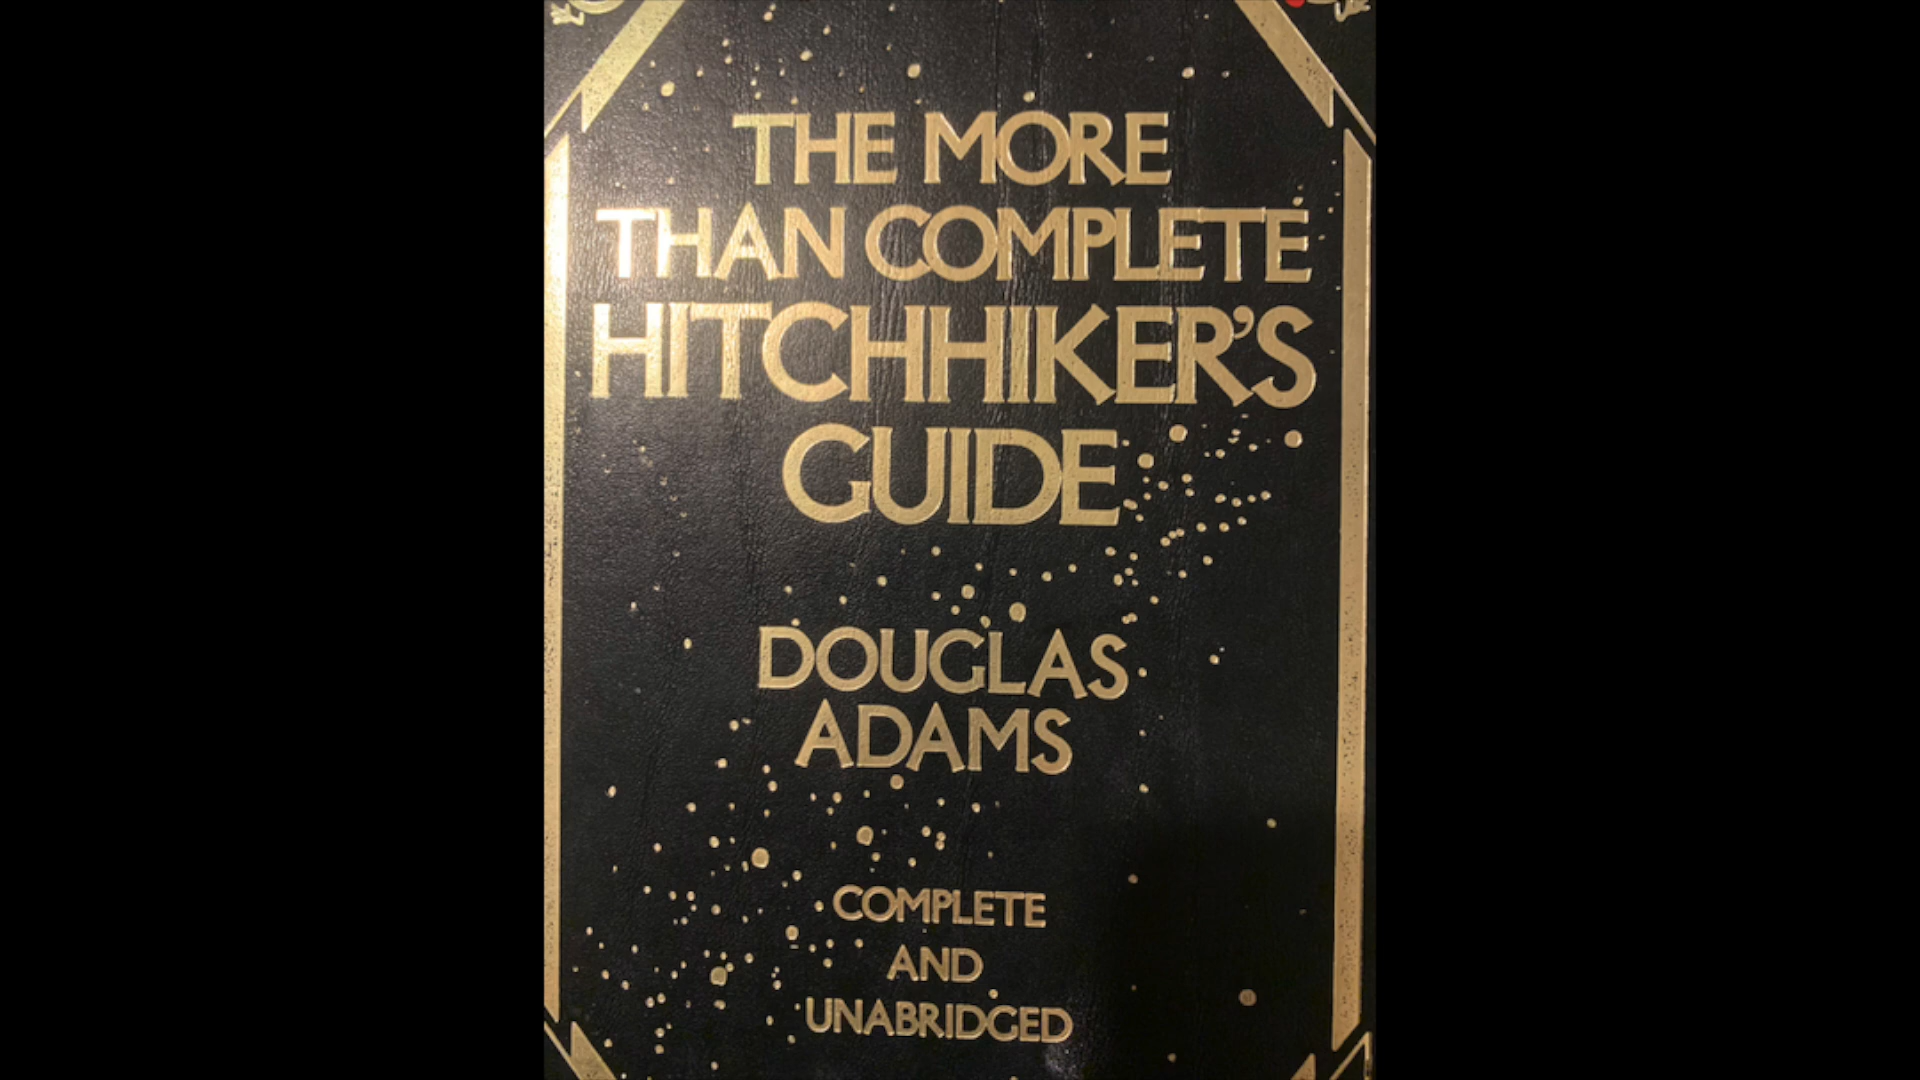 THE MORE
THAN COMPLETE
HITCHHIKER'S
GUIDE
DOUGLAS
ADAMS
COMPLETE
AND
UNABRIDGED